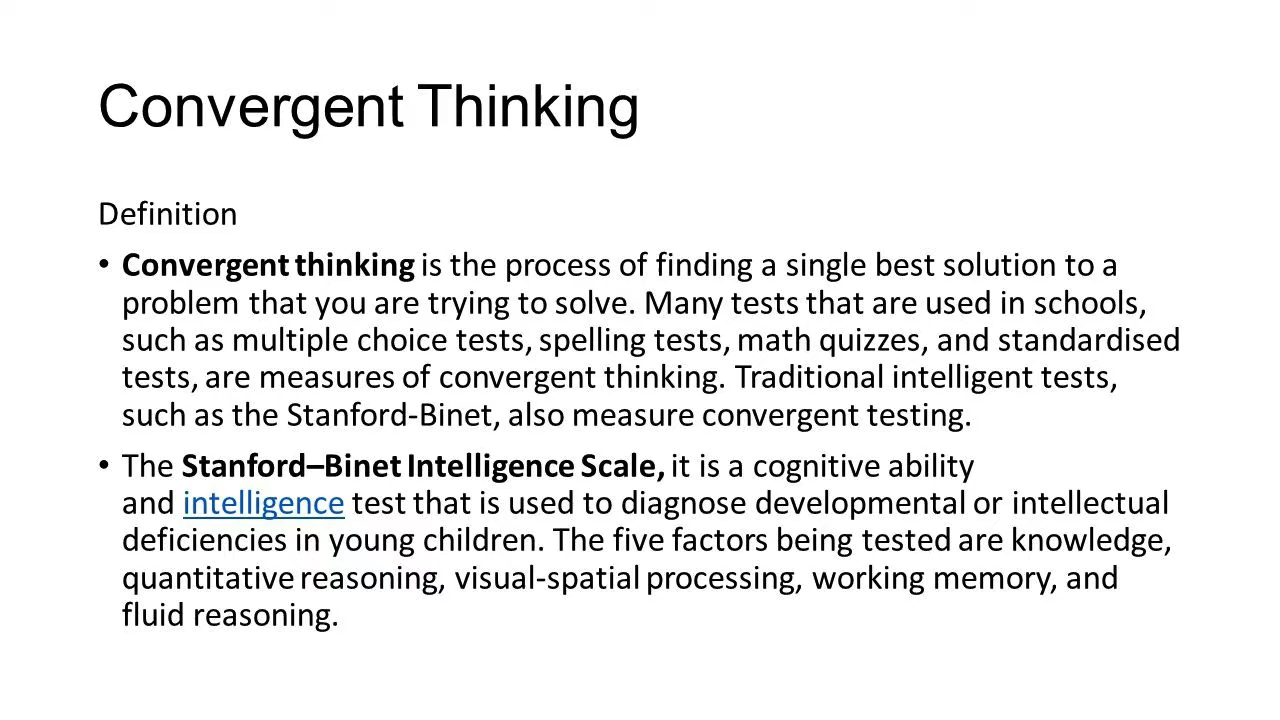 Convergent Thinking
Definition
• Convergent thinking is the process of finding a single best solution to a
problem that you are trying to solve. Many tests that are used in schools,
such as multiple choice tests, spelling tests, math quizzes, and standardised
tests, are measures of convergent thinking. Traditional intelligent tests,
such as the Stanford-Binet, also measure convergent testing.
• The Stanford–Binet Intelligence Scale, it is a cognitive ability
and intelligence test that is used to diagnose developmental or intellectual
deficiencies in young children. The five factors being tested are knowledge,
quantitative reasoning, visual-spatial processing, working memory, and
fluid reasoning.